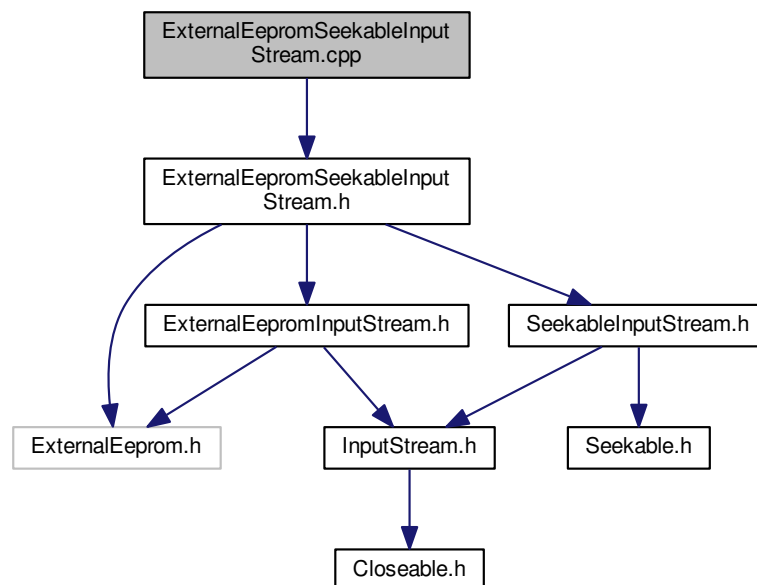 ExternalEepromSeekableInput
Stream.cpp
ExternalEepromSeekableInput
Stream.h
ExternalEepromInputStream.h
SeekableInputStream.h
ExternalEeprom.h
InputStream.h
Seekable.h
Closeable.h